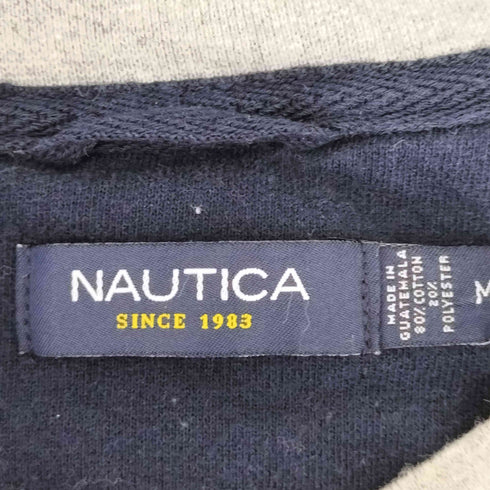 NAUTICA
SINCE 1983
MADE IN
GUATEMALA
80% COTTON
20%
POLYESTER
M